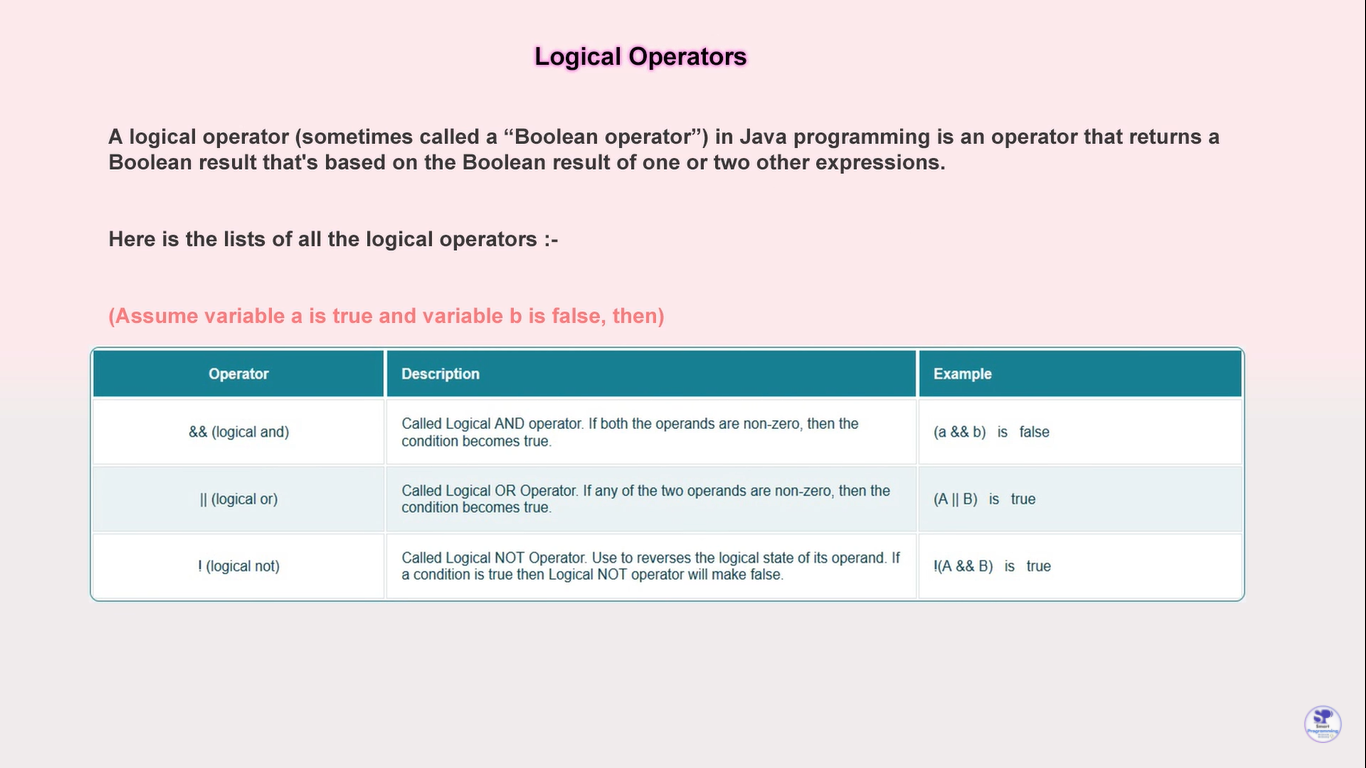 Logical Operators
A logical operator (sometimes called a “Boolean operator”) in Java programming is an operator that returns a
Boolean result that's based on the Boolean result of one or two other expressions.
Here is the lists of all the logical operators :-
(Assume variable a is true and variable b is false, then)
Operator
Description
Example
&& (logical and)
Called Logical AND operator. If both the operands are non-zero, then the
condition becomes true.
(a && b) is false
|| (logical or)
Called Logical OR Operator. If any of the two operands are non-zero, then the
condition becomes true.
(A || B) is true
! (logical not)
Called Logical NOT Operator. Use to reverses the logical state of its operand. If
a condition is true then Logical NOT operator will make false.
!(A && B) is true
Smart
Programming